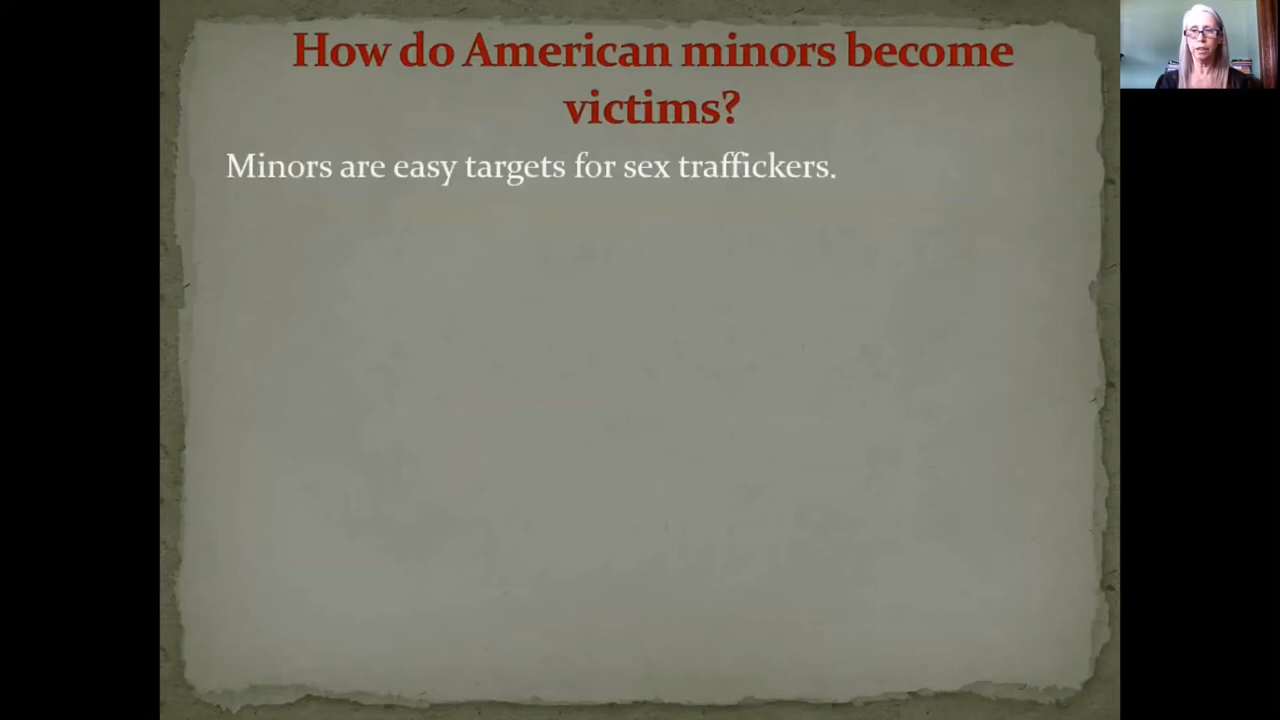 How do American minors become
victims?
Minors are easy targets for sex traffickers.